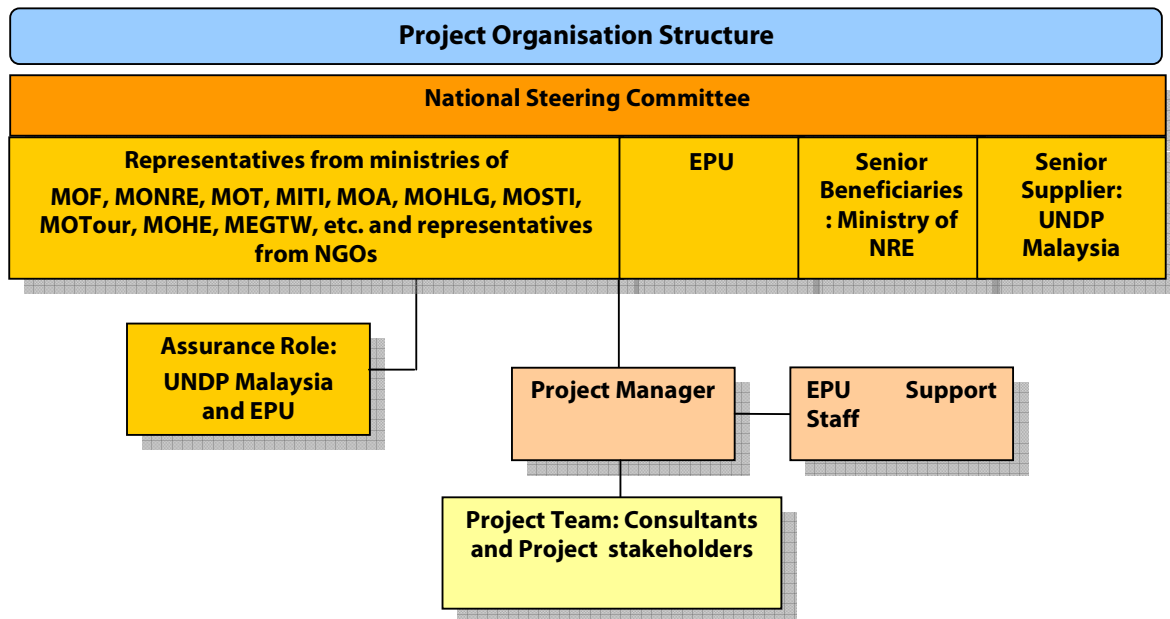 Project Organisation Structure
National Steering Committee
Representatives from ministries of
MOF, MONRE, MOT, MITI, MOA, MOHLG, MOSTI,
MOTour, MOHE, MEGTW, etc. and representatives
from NGOs
EPU
Senior
Beneficiaries
: Ministry of
NRE
Senior
Supplier:
UNDP
Malaysia
Assurance Role:
UNDP Malaysia
and EPU
Project Manager
EPU Support
Staff
Project Team: Consultants
and Project stakeholders